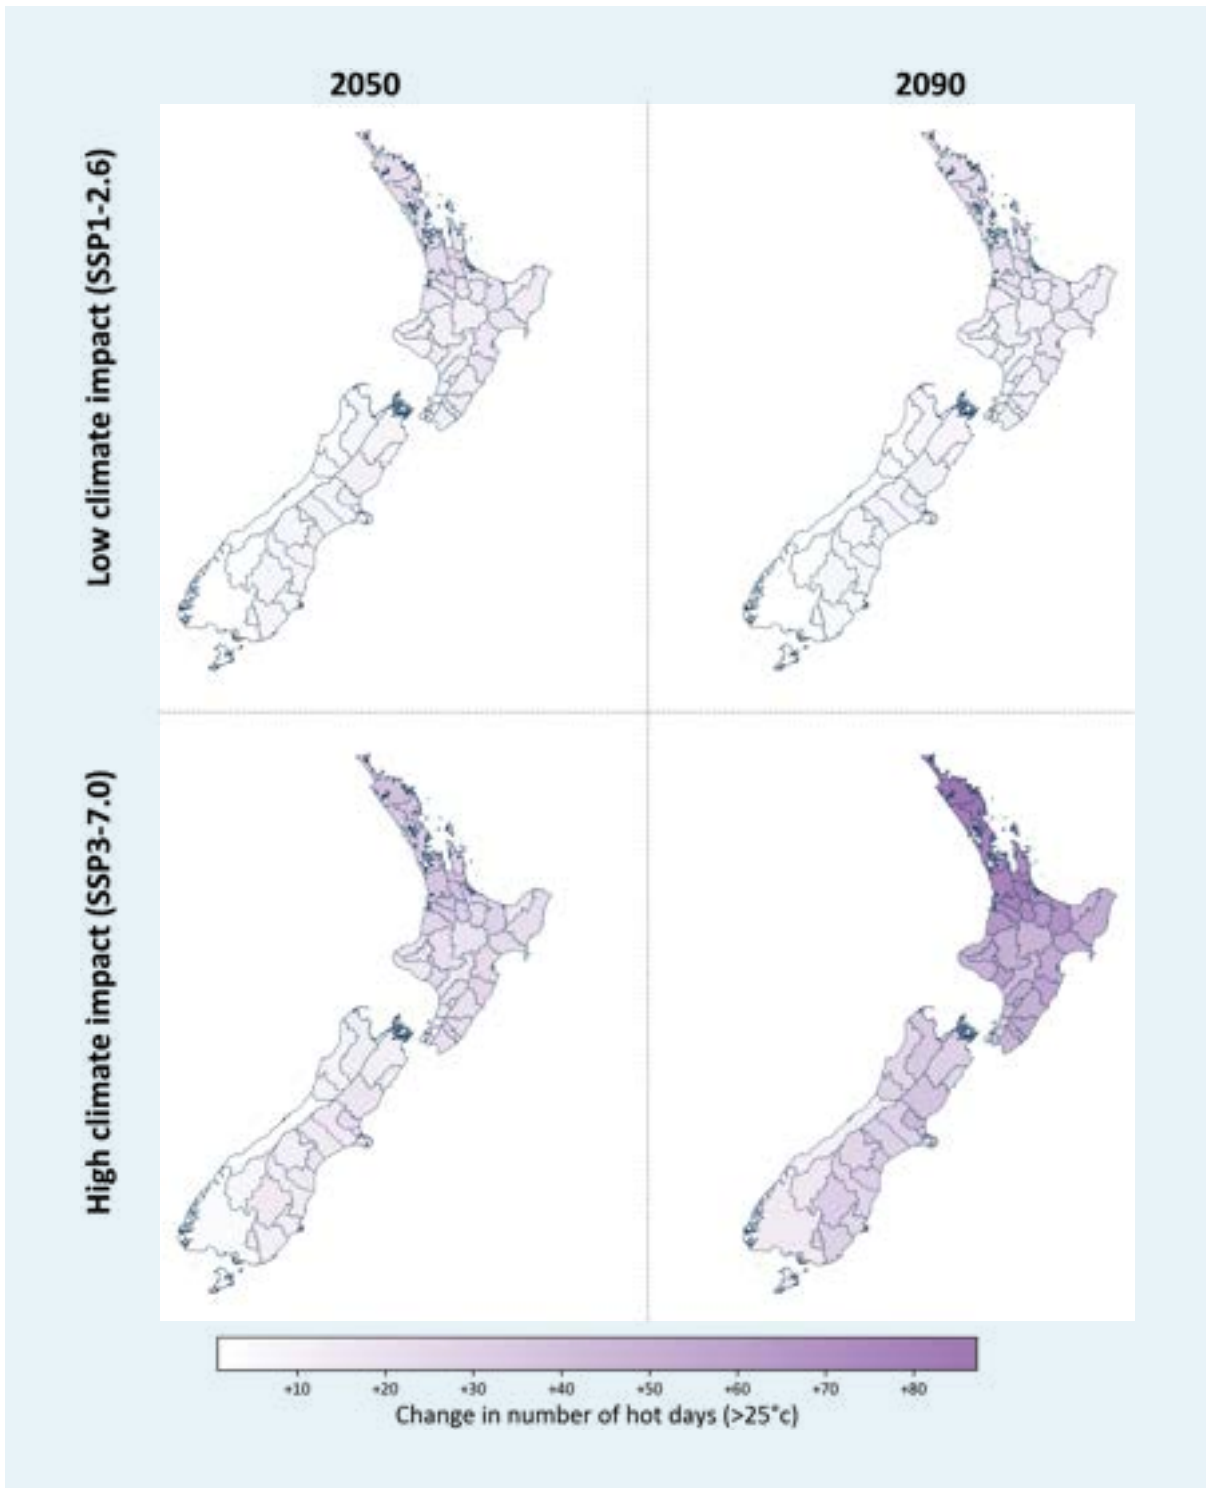 2050
2090
Low climate impact (SSP1-2.6)
High climate impact (SSP3-7.0)
+10 +20 +30 +40 +50 +60 +70 +80
Change in number of hot days (>25°c)